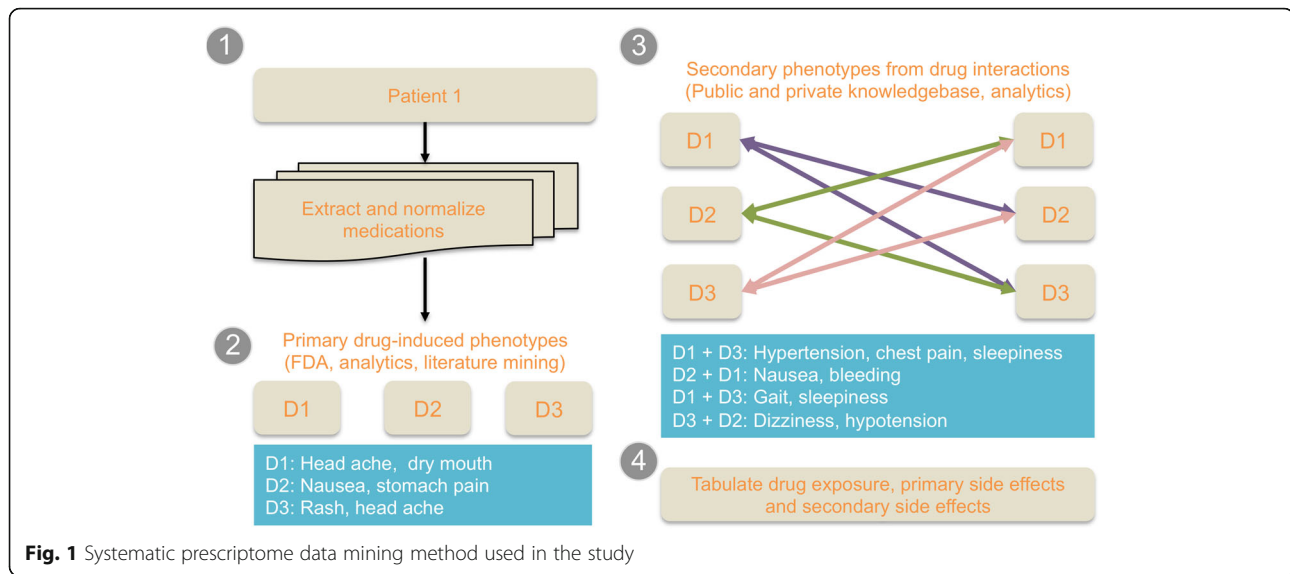 1
Patient 1
Extract and normalize
medications
2
Primary drug-induced phenotypes
(FDA, analytics, literature mining)
D1
D2
D3
D1: Head ache, dry mouth
D2: Nausea, stomach pain
D3: Rash, head ache
3
Secondary phenotypes from drug interactions
(Public and private knowledgebase, analytics)
D1
D1
D2
D2
D3
D3
D1 + D3: Hypertension, chest pain, sleepiness
D2 + D1: Nausea, bleeding
D1 + D3: Gait, sleepiness
D3 + D2: Dizziness, hypotension
4
Tabulate drug exposure, primary side effects
and secondary side effects
Fig. 1 Systematic prescriptome data mining method used in the study